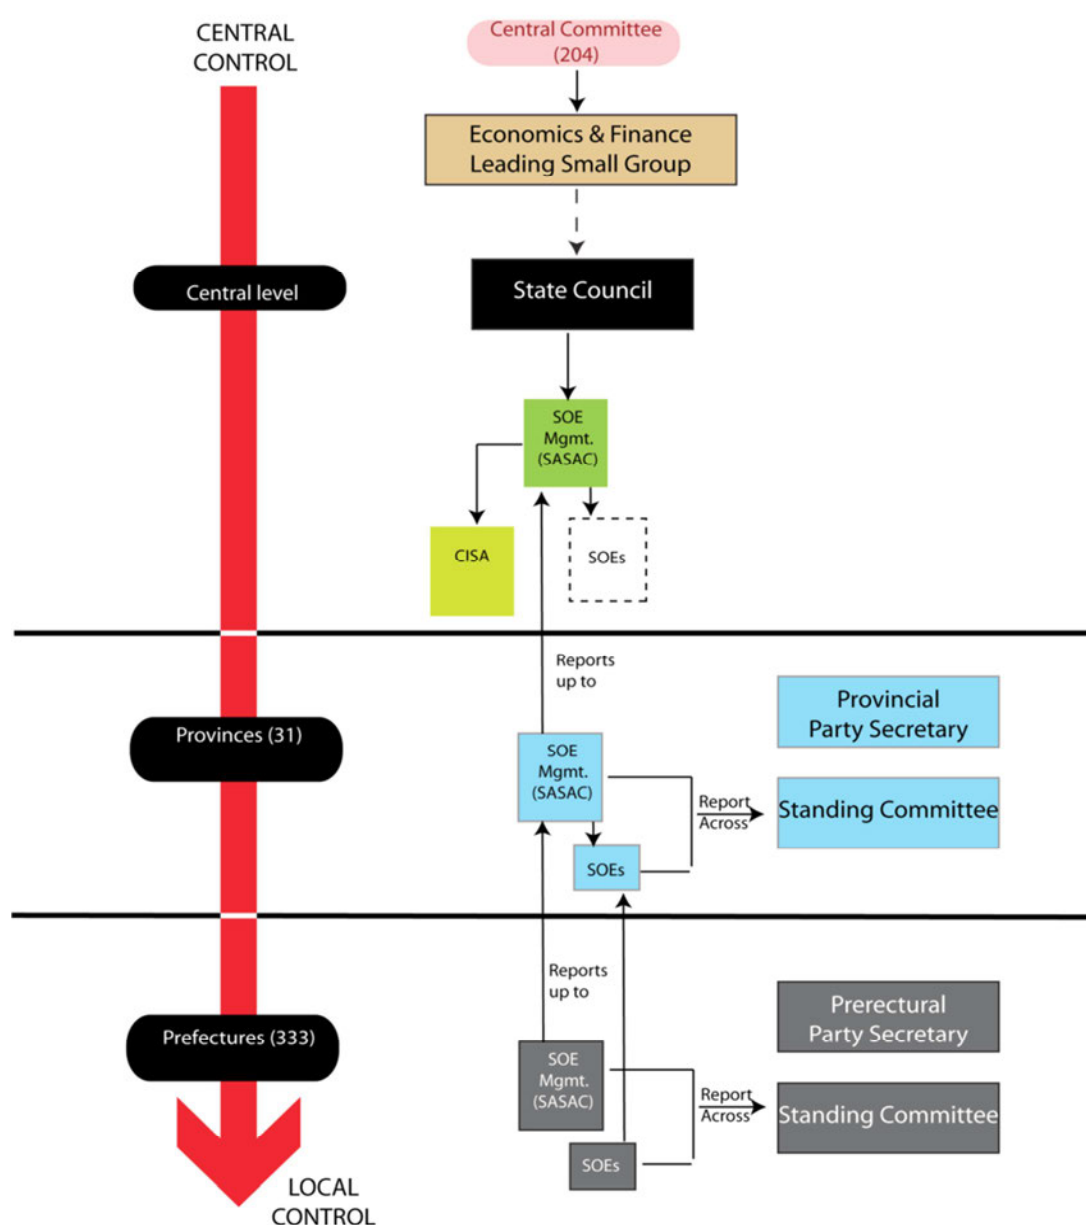 CENTRAL
CONTROL
Central Committee
(204)
Economics & Finance
Leading Small Group
Central level
State Council
SOE
Mgmt.
(SASAC)
CISA
SOEs
Reports
up to
Provinces (31)
Provincial
Party Secretary
SOE
Mgmt.
(SASAC)
Report
Across
Standing Committee
SOEs
Reports
up to
Prefectures (333)
Prerectural
Party Secretary
SOE
Mgmt.
(SASAC)
Report
Across
Standing Committee
SOEs
LOCAL
CONTROL